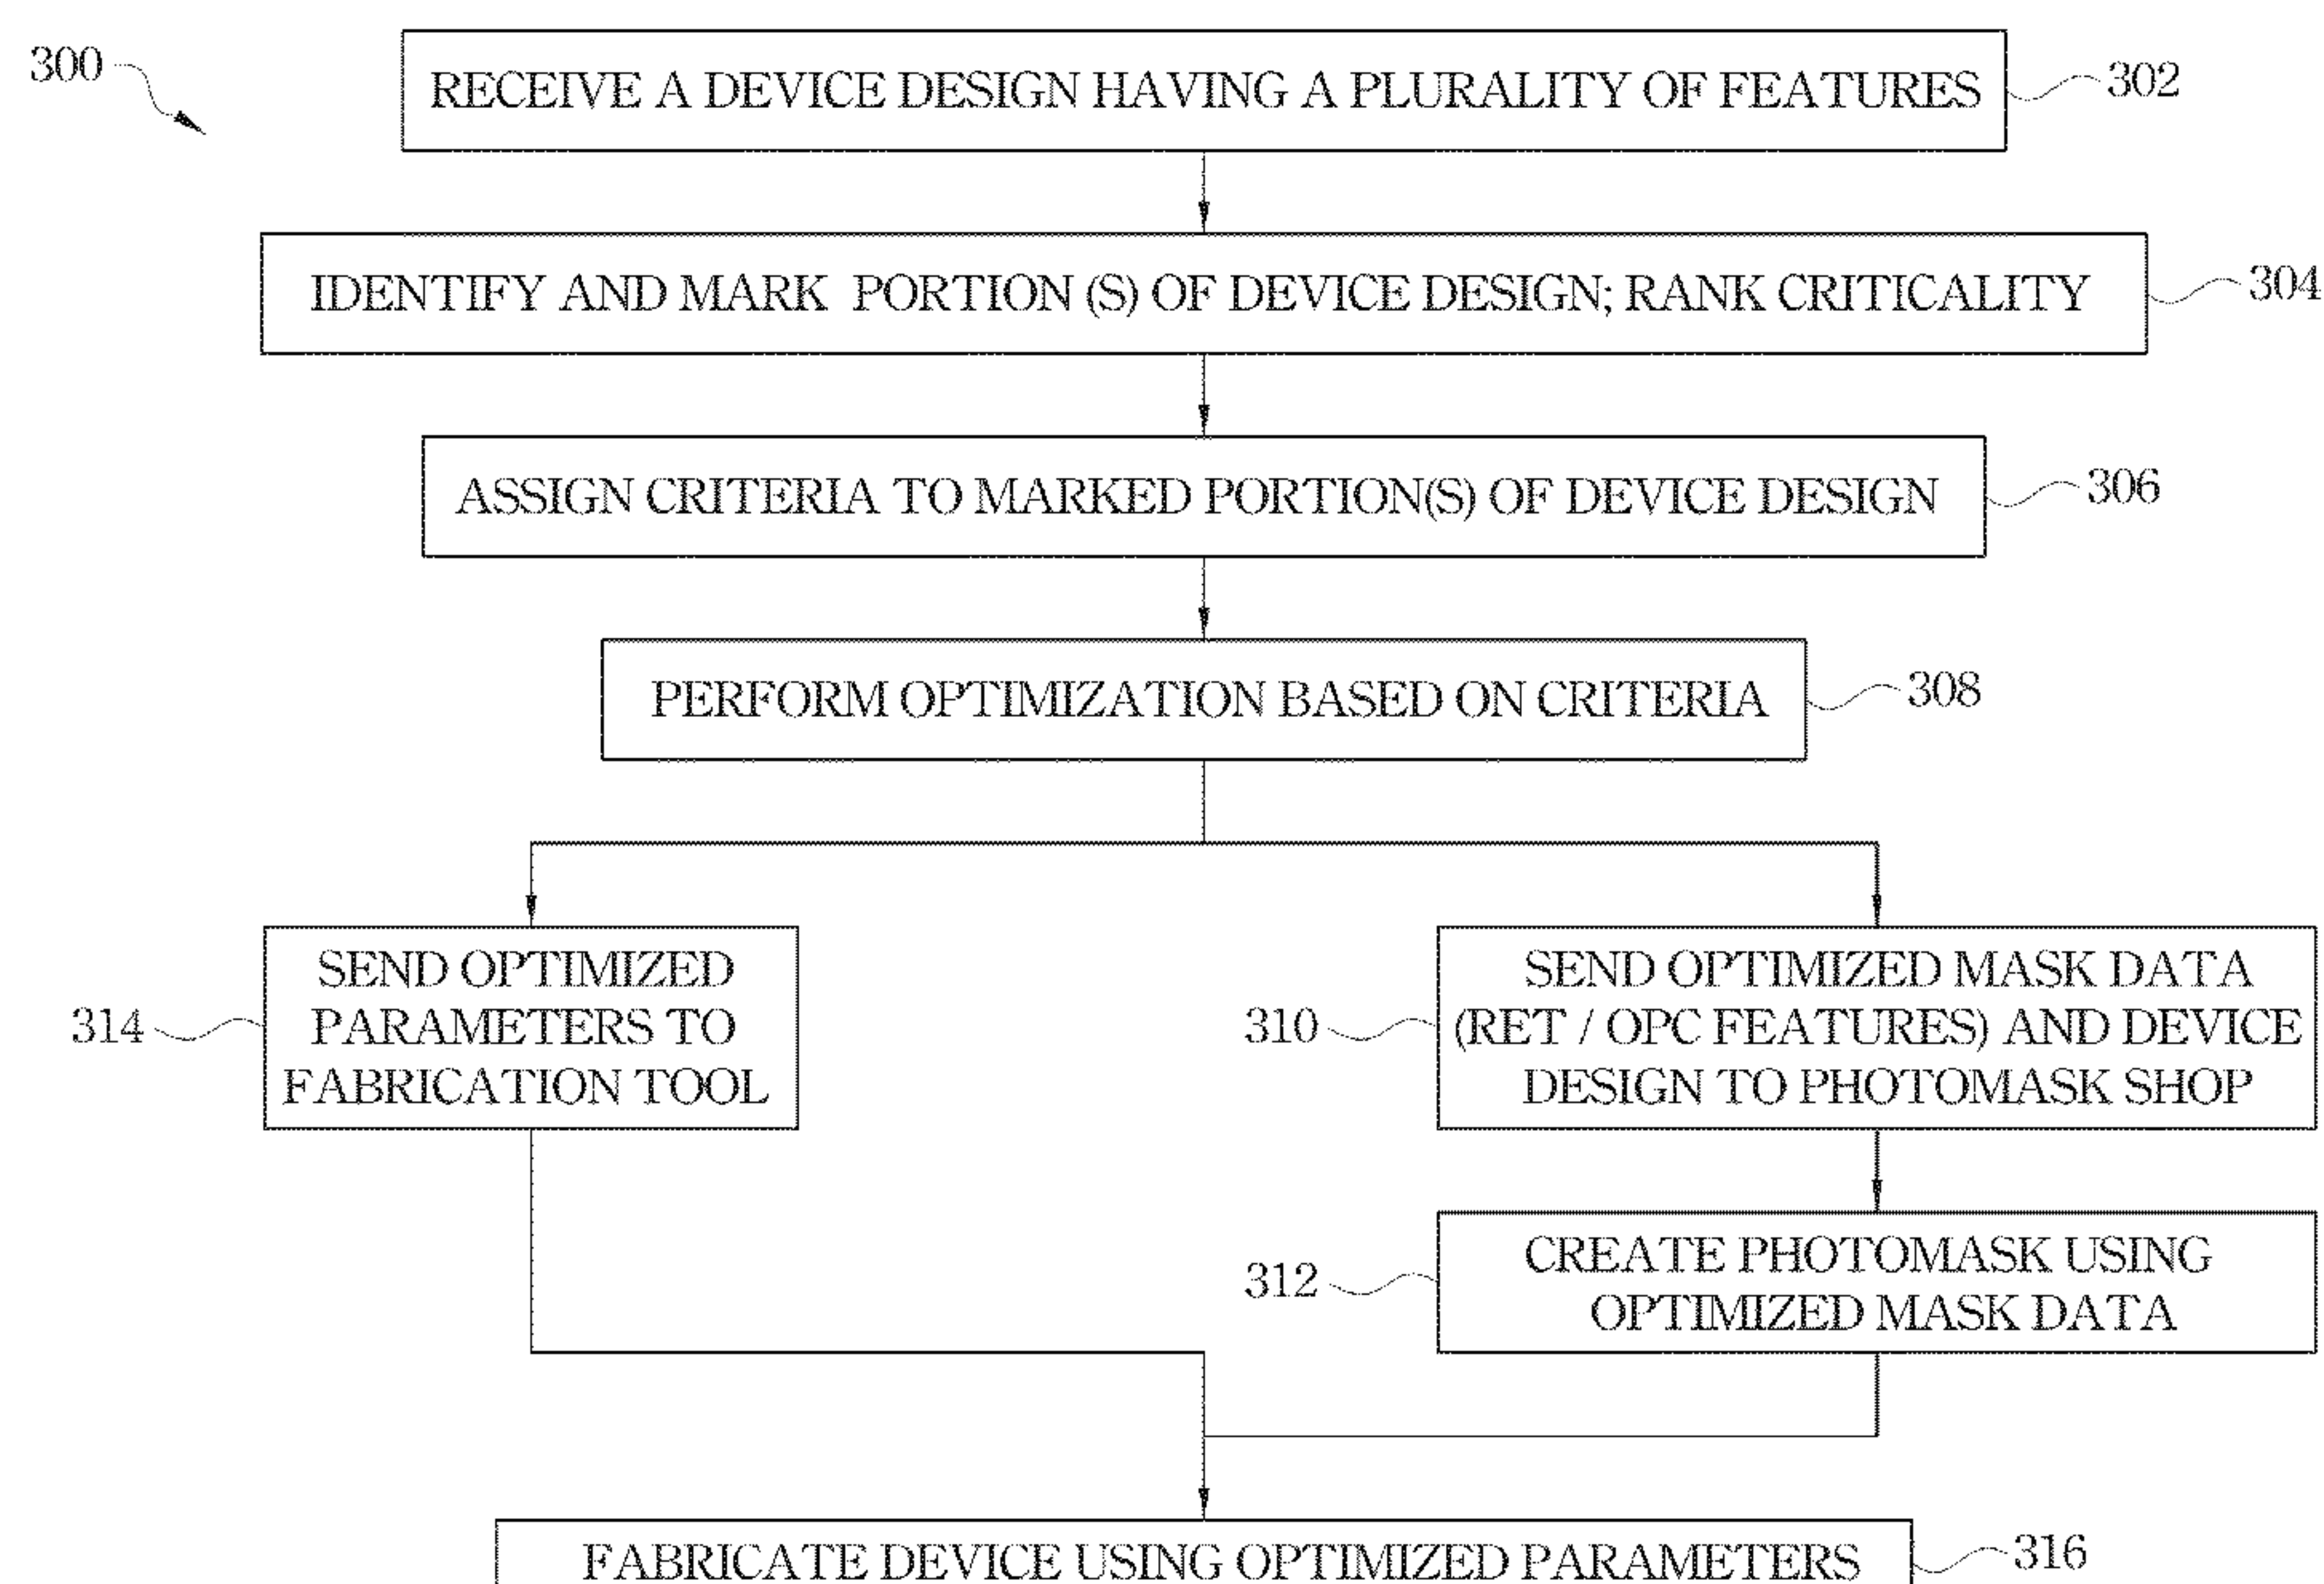 300
RECEIVE A DEVICE DESIGN HAVING A PLURALITY OF FEATURES
302
IDENTIFY AND MARK PORTION (S) OF DEVICE DESIGN; RANK CRITICALITY
304
ASSIGN CRITERIA TO MARKED PORTION(S) OF DEVICE DESIGN
306
PERFORM OPTIMIZATION BASED ON CRITERIA
308
314
SEND OPTIMIZED
PARAMETERS TO
FABRICATION TOOL
310
SEND OPTIMIZED MASK DATA
(RET / OPC FEATURES) AND DEVICE
DESIGN TO PHOTOMASK SHOP
312
CREATE PHOTOMASK USING
OPTIMIZED MASK DATA
FABRICATE DEVICE USING OPTIMIZED PARAMETERS
316